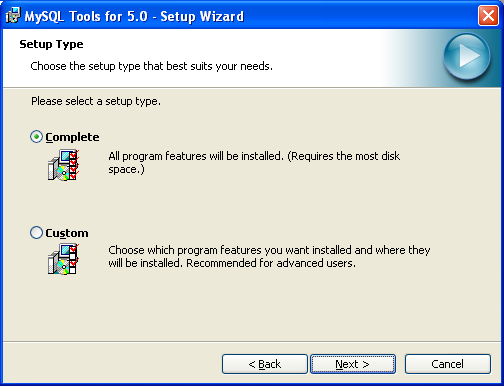 MySQL Tools for 5.0 - Setup Wizard
Setup Type
Choose the setup type that best suits your needs.
Please select a setup type.
Complete
All program features will be installed. (Requires the most disk
space.)
Custom
Choose which program features you want installed and where they
will be installed. Recommended for advanced users.
< Back Next > Cancel